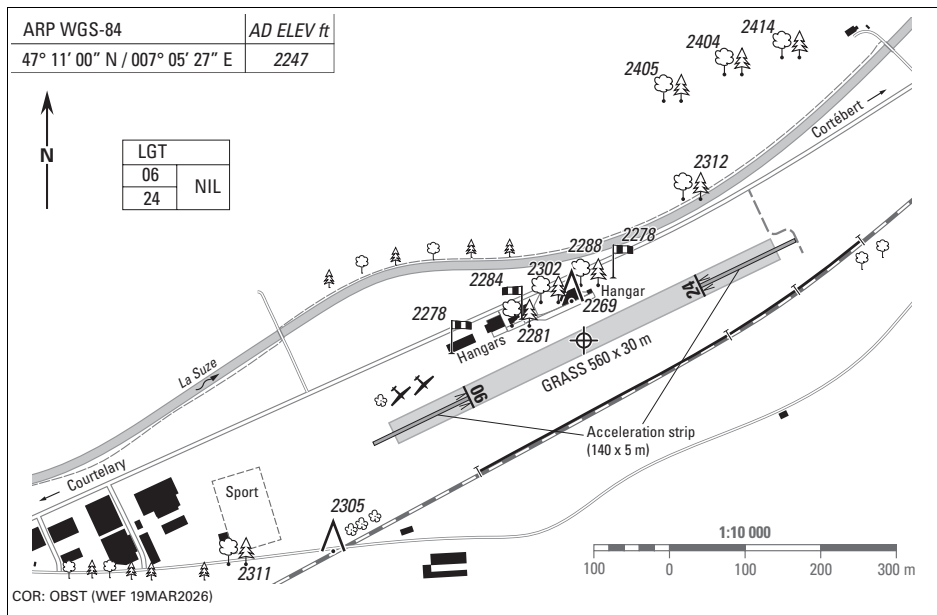 ARP WGS-84 AD ELEV ft
47° 11' 00" N / 007° 05' 27" E 2247
2414
2404
2405
N
LGT
06 NIL
24
Cortébert
2312
2288 2278
2284 2302
Hangar
2269
2278
2281
Hangars
24
La Suze
GRASS 560 x 30 m
06
Acceleration strip
(140 x 5 m)
Courtelary
Sport
2305
2311
1:10 000
100 0 100 200 300 m
COR: OBST (WEF 19MAR2026)